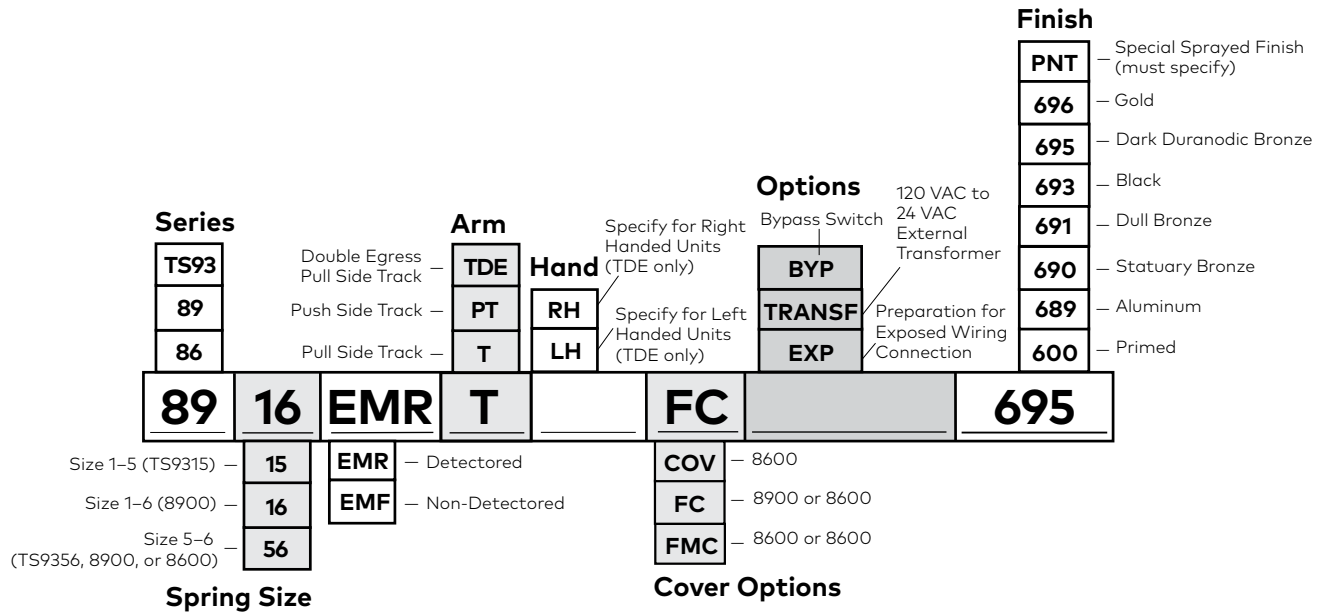 Finish
PNT
Special Sprayed Finish
(must specify)
696
Gold
695
Dark Duranodic Bronze
693
Black
691
Dull Bronze
690
Statuary Bronze
689
Aluminum
600
Primed
Options
Bypass Switch
120 VAC to
24 VAC
External
Transformer
BYP
TRANSF
Preparation for
Exposed Wiring
Connection
EXP
Series
TS93
89
86
Arm
Double Egress
Pull Side Track
TDE
Push Side Track
PT
Pull Side Track
T
Hand
Specify for Right
Handed Units
(TDE only)
RH
Specify for Left
Handed Units
(TDE only)
LH
89 16 EMR T FC 695
Size 1–5 (TS9315)
15
Size 1–6 (8900)
16
Size 5–6
(TS9356, 8900, or 8600)
56
Spring Size
EMR
Detectored
EMF
Non-Detectored
COV
8600
FC
8900 or 8600
FMC
8600 or 8600
Cover Options